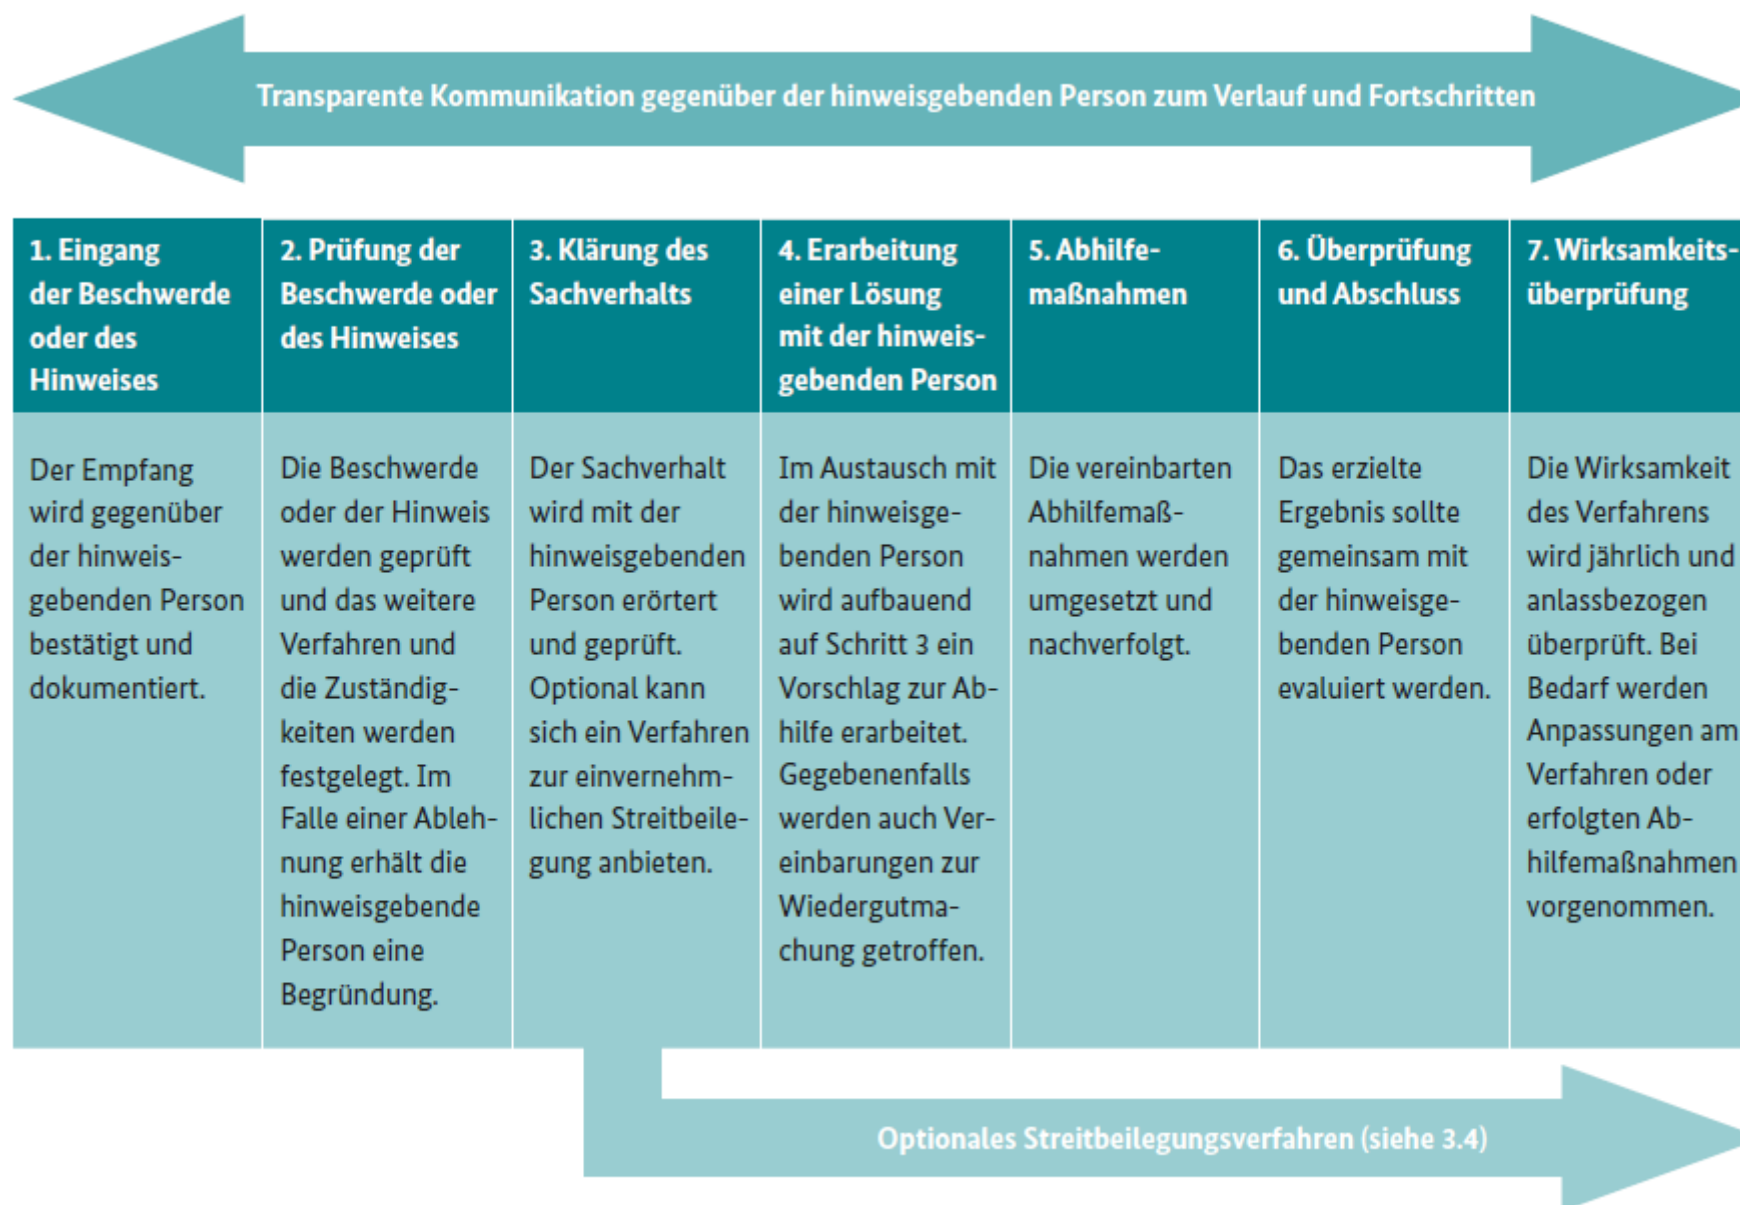 Transparente Kommunikation gegenüber der hinweisgebenden Person zum Verlauf und Fortschritten
1. Eingang
der Beschwerde
oder des
Hinweises
Der Empfang
wird gegenüber
der hinweis-
gebenden Person
bestätigt und
dokumentiert.
2. Prüfung der
Beschwerde oder
des Hinweises
Die Beschwerde
oder der Hinweis
werden geprüft
und das weitere
Verfahren und
die Zuständig-
keiten werden
festgelegt. Im
Falle einer Ableh-
nung erhält die
hinweisgebende
Person eine
Begründung.
3. Klärung des
Sachverhalts
Der Sachverhalt
wird mit der
hinweisgebenden
Person erörtert
und geprüft.
Optional kann
sich ein Verfahren
zur einvernehm-
lichen Streitbeile-
gung anbieten.
4. Erarbeitung
einer Lösung
mit der hinweis-
gebenden Person
Im Austausch mit
der hinweisge-
benden Person
wird aufbauend
auf Schritt 3 ein
Vorschlag zur Ab-
hilfe erarbeitet.
Gegebenenfalls
werden auch Ver-
einbarungen zur
Wiedergutma-
chung getroffen.
5. Abhilfe-
maßnahmen
Die vereinbarten
Abhilfemaß-
nahmen werden
umgesetzt und
nachverfolgt.
6. Überprüfung
und Abschluss
Das erzielte
Ergebnis sollte
gemeinsam mit
der hinweisge-
benden Person
evaluiert werden.
7. Wirksamkeits-
überprüfung
Die Wirksamkeit
des Verfahrens
wird jährlich und
anlassbezogen
überprüft. Bei
Bedarf werden
Anpassungen am
Verfahren oder
erfolgten Ab-
hilfemaßnahmen
vorgenommen.
Optionales Streitbeilegungsverfahren (siehe 3.4)